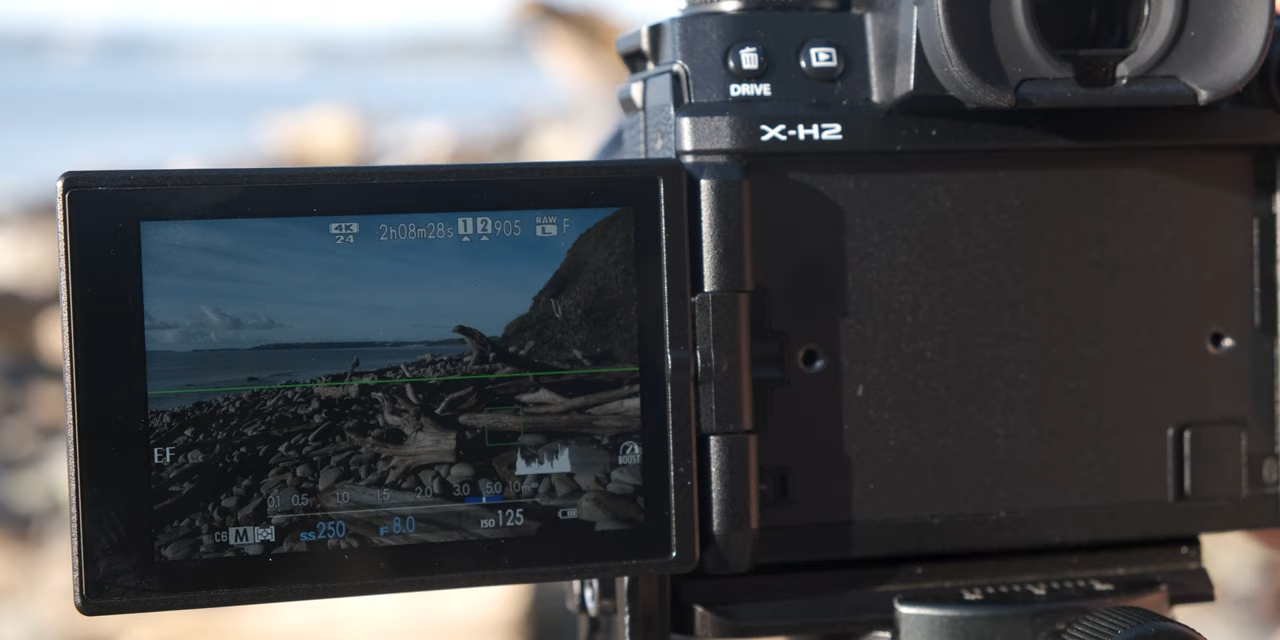 DRIVE
X-H2
4K 24 2h08m28s 1 2 905 RAW L F
EF
BOOST
0.1 0.5 1.0 1.5 2.0 3.0 5.0 10m ∞
C6 M SS 250 F 8.0 ISO 125